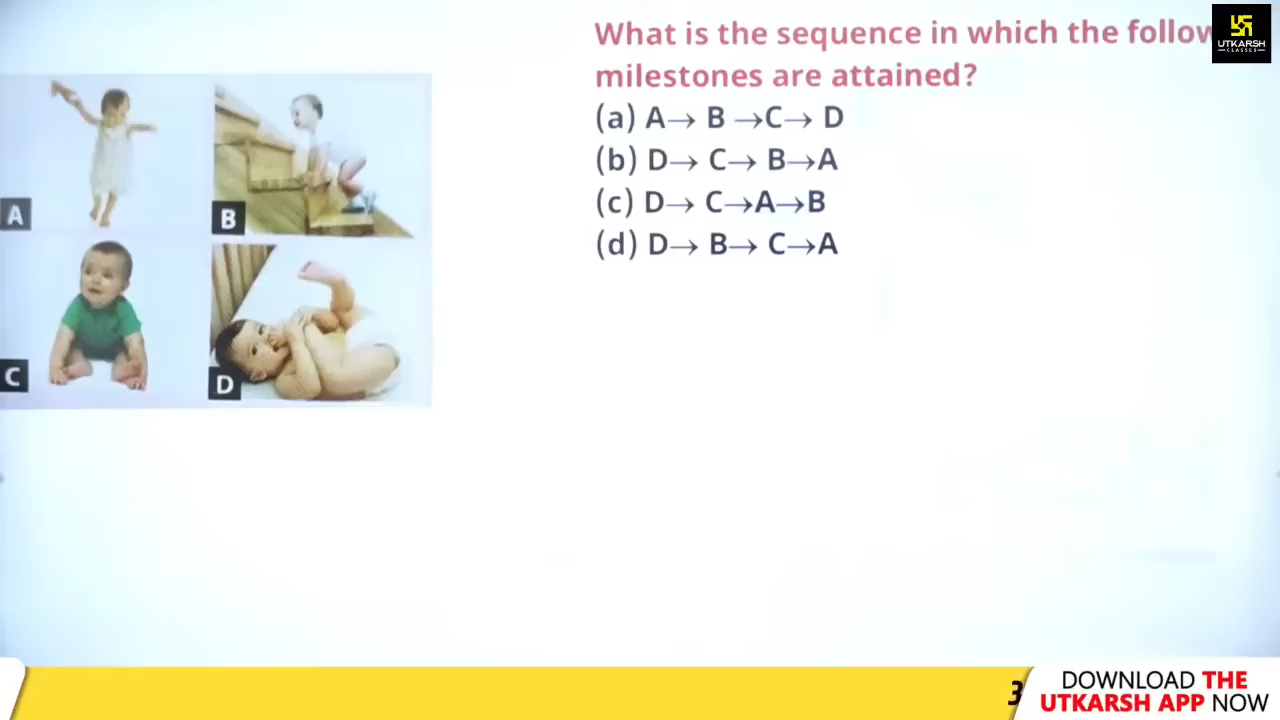 What is the sequence in which the follow
milestones are attained?
(a) A→ B →C→ D
(b) D→ C→ B→A
(c) D→ C→A→B
(d) D→ B→ C→A
A
B
C
D
UTKARSH
CLASSES
3
DOWNLOAD THE
UTKARSH APP NOW